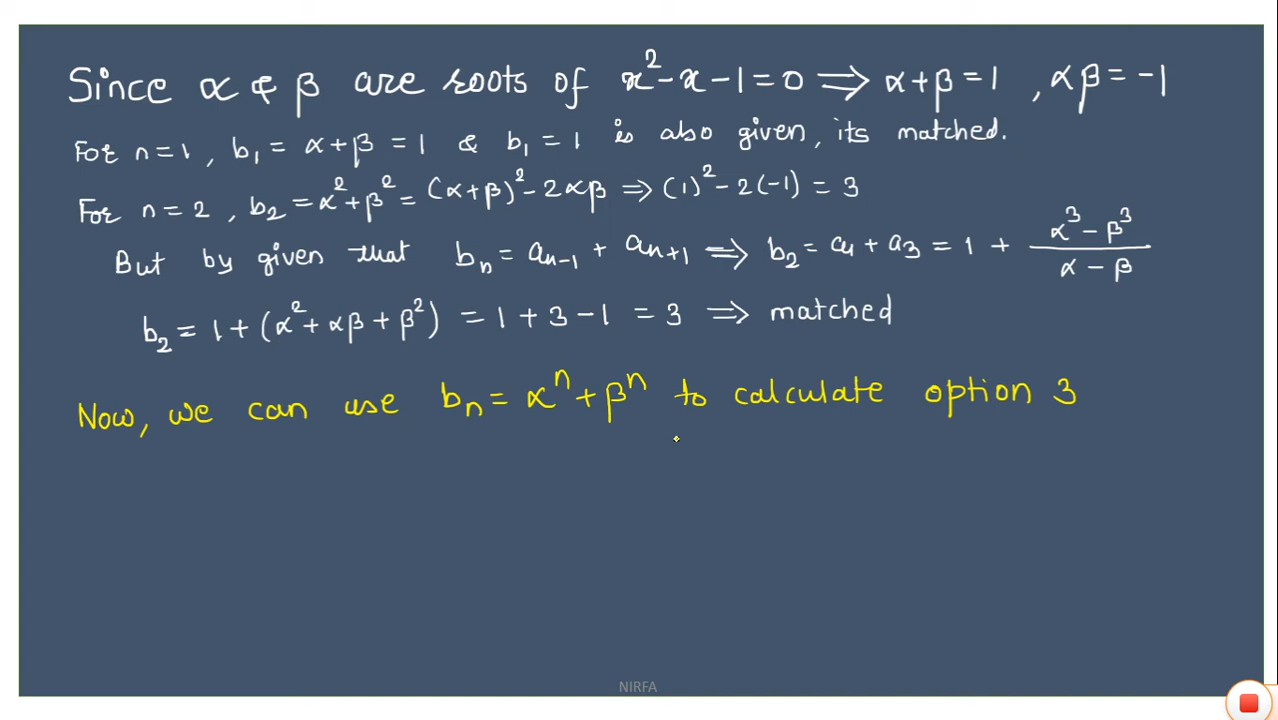 Since α & β are roots of x² - x - 1 = 0 ⟹ α + β = 1 , αβ = -1
For n = 1 , b₁ = α + β = 1 & b₁ = 1 is also given, its matched.
For n = 2 , b₂ = α² + β² = (α + β)² - 2αβ ⟹ (1)² - 2(-1) = 3
But by given that bₙ = aₙ₋₁ + aₙ₊₁ ⟹ b₂ = a₁ + a₃ = 1 + (α³ - β³)/(α - β)
b₂ = 1 + (α² + αβ + β²) = 1 + 3 - 1 = 3 ⟹ matched
Now, we can use bₙ = αⁿ + βⁿ to calculate option 3
NIRFA